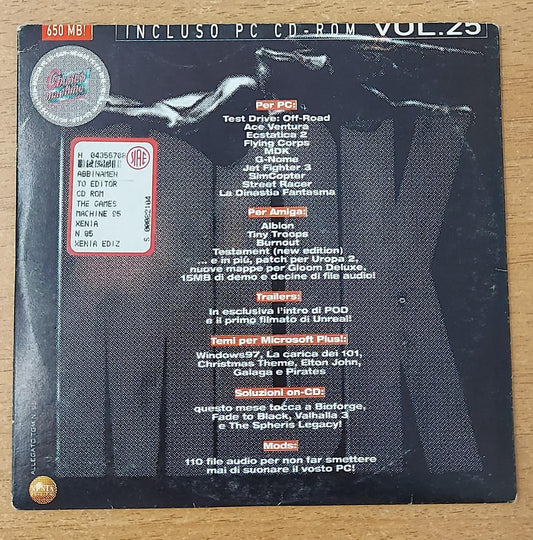 650 MB!
INCLUSO PC CD-ROM VOL.25
Per PC:
Test Drive: Off-Road
Ace Ventura
Ecstatica 2
Flying Corps
MDK
G-Nome
Jet Fighter 3
SimCopter
Street Racer
La Dinastia Fantasma
H 0435670
ABBINAMEN
TO EDITOR
CD ROM
THE GAMES
MACHINE 95
XENIA
N 95
XENIA EDIZ
Per Amiga:
Albion
Tiny Troops
Burnout
Testament (new edition)
... e in più, patch per Uropa 2,
nuove mappe per Gloom Deluxe,
15MB di demo e decine di file audio!
Trailers:
In esclusiva l'intro di POD
e il primo filmato di Unreal!
Temi per Microsoft Plus!:
Windows97, La carica dei 101,
Christmas Theme, Elton John,
Galaga e Pirates
Soluzioni on-CD:
questo mese tocca a Bioforge,
Fade to Black, Valhalla 3
e The Spheris Legacy!
Mods:
110 file audio per non far smettere
mai di suonare il vosto PC!